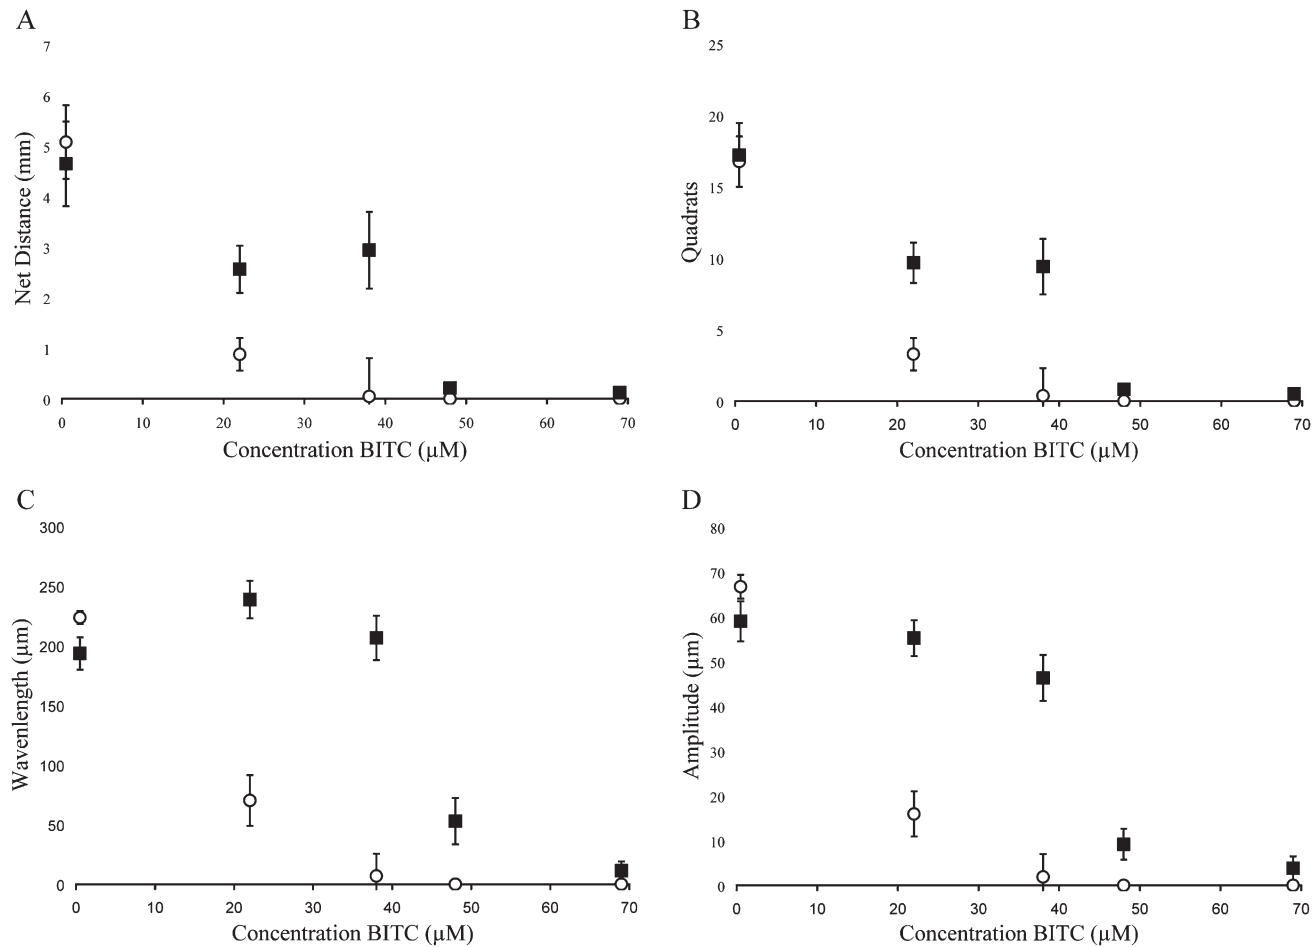 A
7
6
5
4
3
2
1
0
Net Distance (mm)
0 10 20 30 40 50 60 70
Concentration BITC (µM)
B
25
20
15
10
5
0
Quadrats
0 10 20 30 40 50 60 70
Concentration BITC (µM)
C
300
250
200
150
100
50
0
Wavenlength (µm)
0 10 20 30 40 50 60 70
Concentration BITC (µM)
D
80
70
60
50
40
30
20
10
0
Amplitude (µm)
0 10 20 30 40 50 60 70
Concentration BITC (µM)